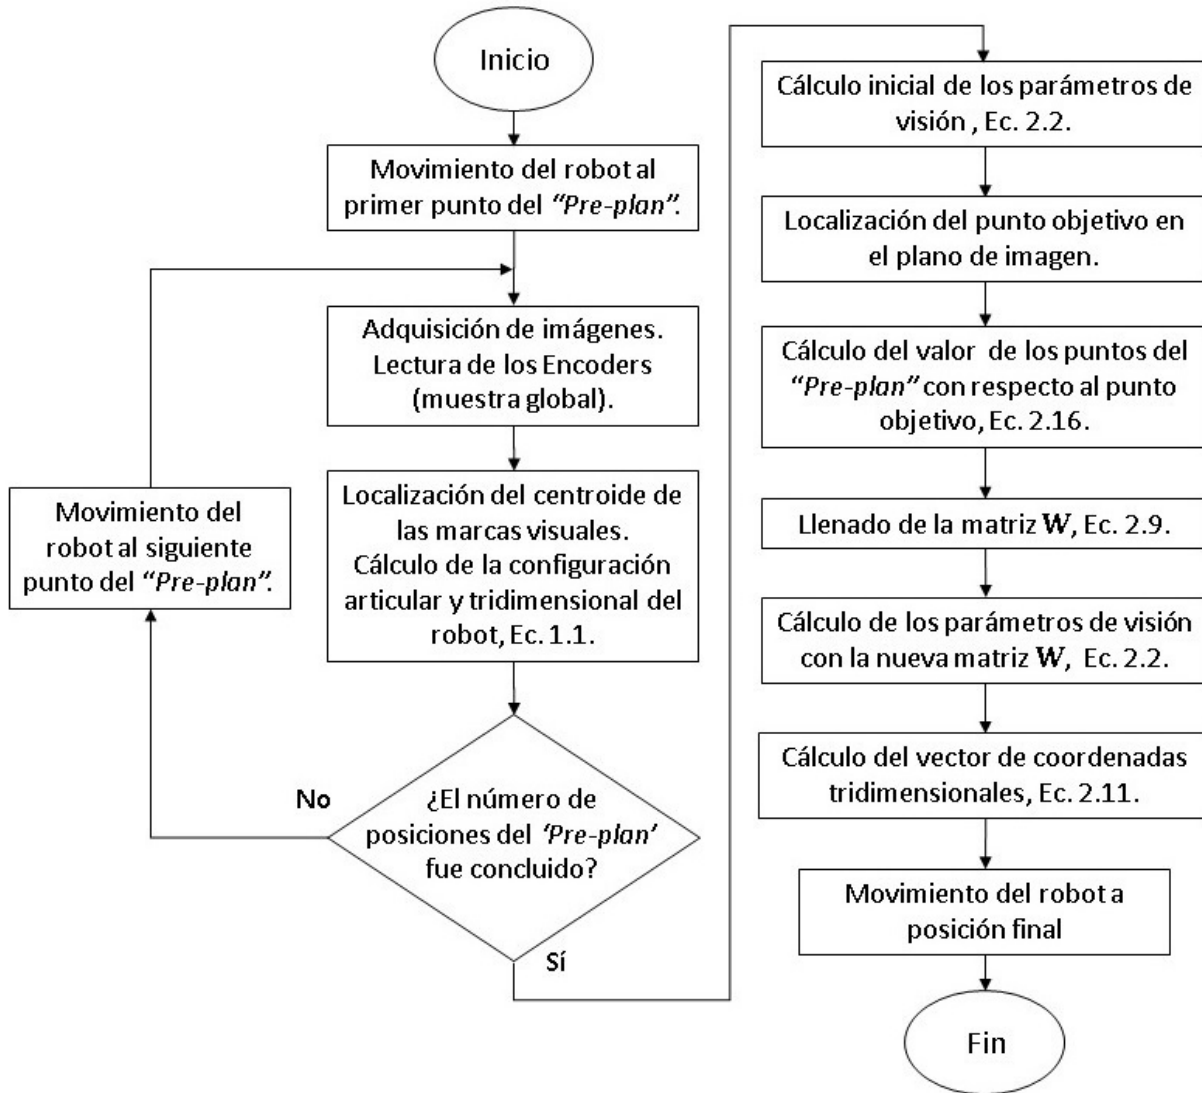 Inicio
Movimiento del robot al
primer punto del “Pre-plan”.
Adquisición de imágenes.
Lectura de los Encoders
(muestra global).
Localización del centroide de
las marcas visuales.
Cálculo de la configuración
articular y tridimensional del
robot, Ec. 1.1.
Movimiento del
robot al siguiente
punto del “Pre-plan”.
No
¿El número de
posiciones del ‘Pre-plan’
fue concluido?
Sí
Cálculo inicial de los parámetros de
visión , Ec. 2.2.
Localización del punto objetivo en
el plano de imagen.
Cálculo del valor de los puntos del
“Pre-plan” con respecto al punto
objetivo, Ec. 2.16.
Llenado de la matriz W, Ec. 2.9.
Cálculo de los parámetros de visión
con la nueva matriz W, Ec. 2.2.
Cálculo del vector de coordenadas
tridimensionales, Ec. 2.11.
Movimiento del robot a
posición final
Fin